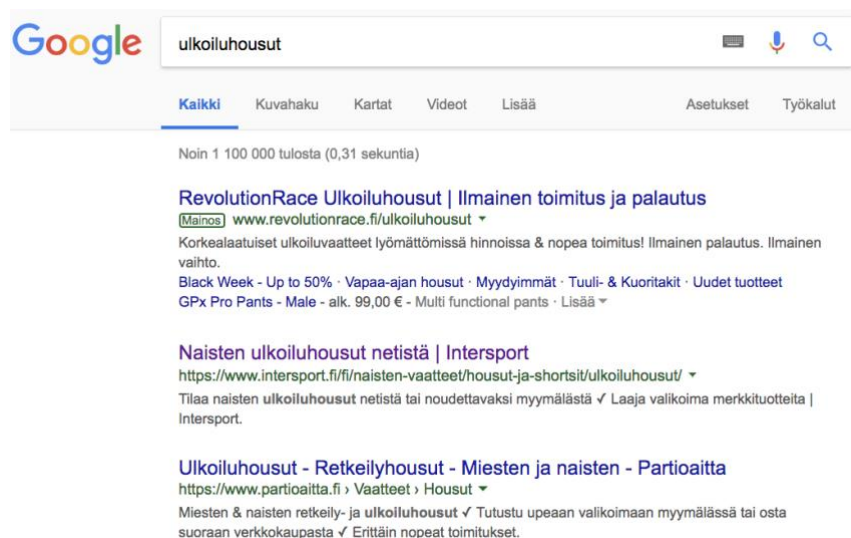 Google
ulkoiluhousut
Kaikki Kuvahaku Kartat Videot Lisää Asetukset Työkalut
Noin 1 100 000 tulosta (0,31 sekuntia)
RevolutionRace Ulkoiluhousut | Ilmainen toimitus ja palautus
Mainos www.revolutionrace.fi/ulkoiluhousut
Korkealaatuiset ulkoiluvaatteet lyömättömissä hinnoissa & nopea toimitus! Ilmainen palautus. Ilmainen
vaihto.
Black Week - Up to 50% · Vapaa-ajan housut · Myydyimmät · Tuuli- & Kuoritakit · Uudet tuotteet
GPx Pro Pants - Male - alk. 99,00 € - Multi functional pants · Lisää
Naisten ulkoiluhousut netistä | Intersport
https://www.intersport.fi/fi/naisten-vaatteet/housut-ja-shortsit/ulkoiluhousut/
Tilaa naisten ulkoiluhousut netistä tai noudettavaksi myymälästä ✓ Laaja valikoima merkkituotteita |
Intersport.
Ulkoiluhousut - Retkeilyhousut - Miesten ja naisten - Partioaitta
https://www.partioaitta.fi › Vaatteet › Housut
Miesten & naisten retkeily- ja ulkoiluhousut ✓ Tutustu upeaan valikoimaan myymälässä tai osta
suoraan verkkokaupasta ✓ Erittäin nopeat toimitukset.